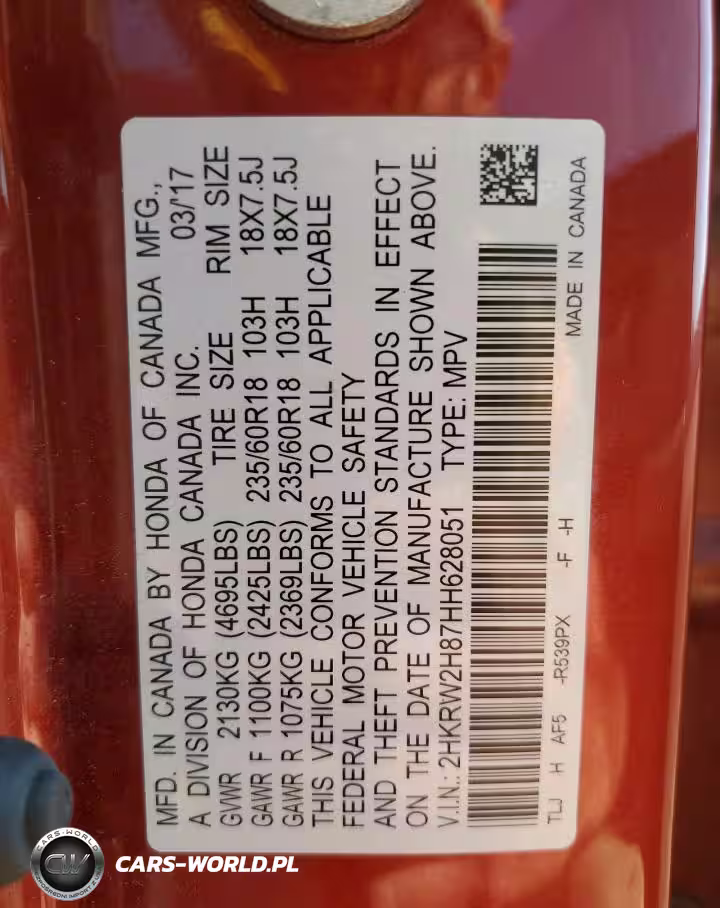 MFD. IN CANADA BY HONDA OF CANADA MFG.,
A DIVISION OF HONDA CANADA INC. 03/'17
GVWR 2130KG (4695LBS) TIRE SIZE RIM SIZE
GAWR F 1100KG (2425LBS) 235/60R18 103H 18X7.5J
GAWR R 1075KG (2369LBS) 235/60R18 103H 18X7.5J
THIS VEHICLE CONFORMS TO ALL APPLICABLE
FEDERAL MOTOR VEHICLE SAFETY
AND THEFT PREVENTION STANDARDS IN EFFECT
ON THE DATE OF MANUFACTURE SHOWN ABOVE.
V.I.N.: 2HKRW2H87HH628051 TYPE: MPV
TLJ H AF5 -R539PX -F -H
MADE IN CANADA
CARS-WORLD
CW
CARS-WORLD.PL